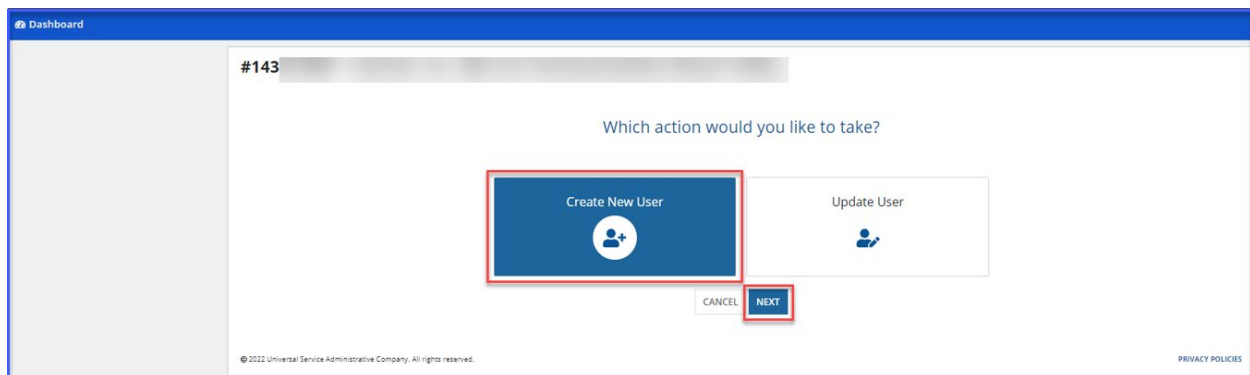 Dashboard
#143
Which action would you like to take?
Create New User
Update User
CANCEL
NEXT
© 2022 Universal Service Administrative Company. All rights reserved.
PRIVACY POLICIES